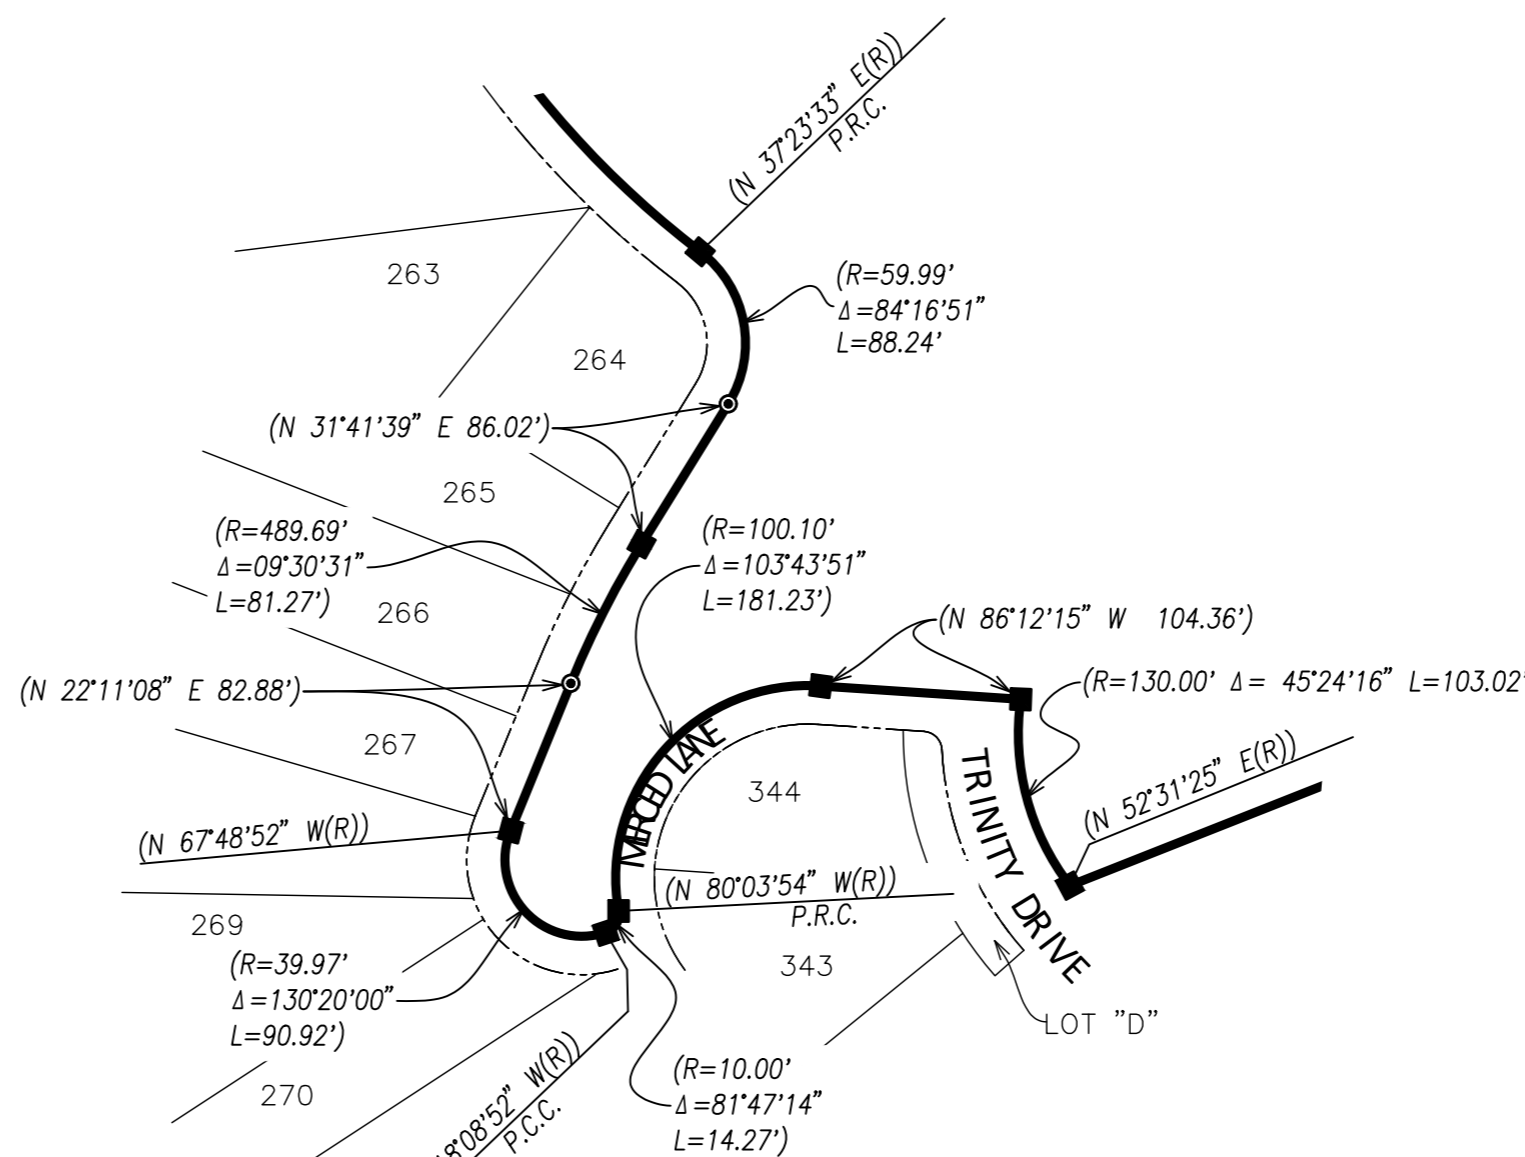 (N 37°23'33" E(R))
P.R.C.
263
(R=59.99'
Δ=84°16'51"
L=88.24'
264
(N 31°41'39" E 86.02')
265
(R=489.69'
Δ=09°30'31"
L=81.27')
(R=100.10'
Δ=103°43'51"
L=181.23')
266
(N 86°12'15" W 104.36')
(N 22°11'08" E 82.88')
(R=130.00' Δ= 45°24'16" L=103.02'
267
MERCED LANE
344
TRINITY DRIVE
(N 52°31'25" E(R))
(N 67°48'52" W(R))
(N 80°03'54" W(R))
P.R.C.
269
343
(R=39.97'
Δ=130°20'00"
L=90.92')
LOT "D"
270
8°08'52" W(R))
P.C.C.
(R=10.00'
Δ=81°47'14"
L=14.27')